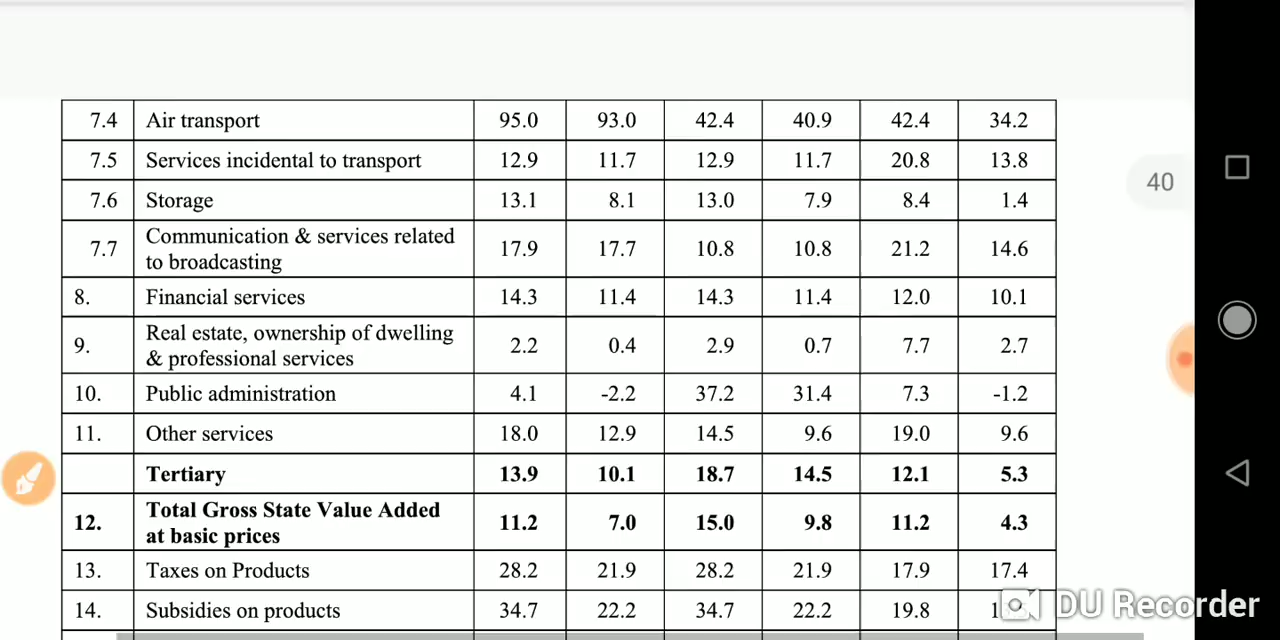 7.4 Air transport 95.0 93.0 42.4 40.9 42.4 34.2
7.5 Services incidental to transport 12.9 11.7 12.9 11.7 20.8 13.8
40
7.6 Storage 13.1 8.1 13.0 7.9 8.4 1.4
7.7 Communication & services related
to broadcasting 17.9 17.7 10.8 10.8 21.2 14.6
8. Financial services 14.3 11.4 14.3 11.4 12.0 10.1
9. Real estate, ownership of dwelling
& professional services 2.2 0.4 2.9 0.7 7.7 2.7
10. Public administration 4.1 -2.2 37.2 31.4 7.3 -1.2
11. Other services 18.0 12.9 14.5 9.6 19.0 9.6
Tertiary 13.9 10.1 18.7 14.5 12.1 5.3
12. Total Gross State Value Added
at basic prices 11.2 7.0 15.0 9.8 11.2 4.3
13. Taxes on Products 28.2 21.9 28.2 21.9 17.9 17.4
14. Subsidies on products 34.7 22.2 34.7 22.2 19.8
DU Recorder